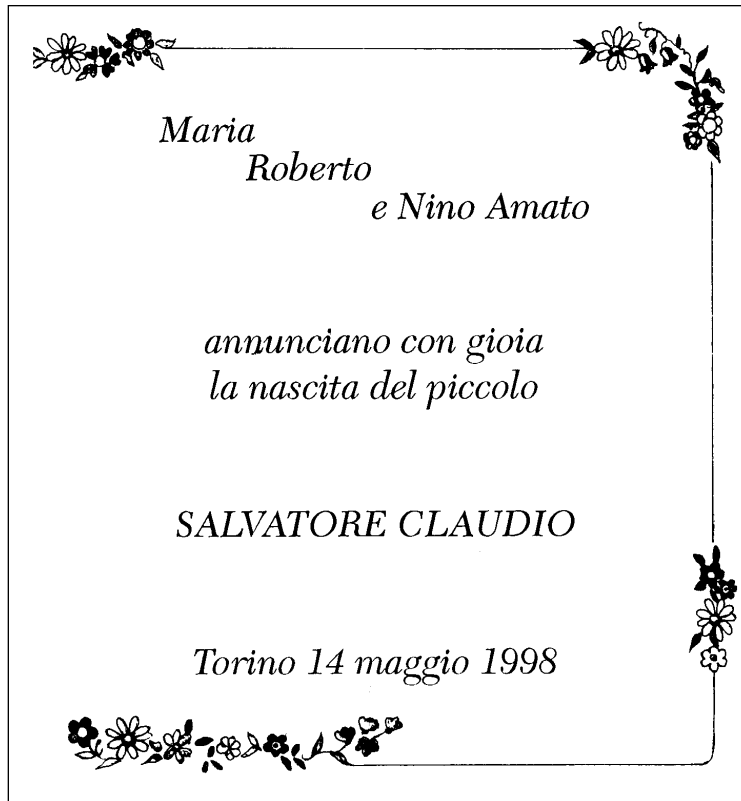 Maria
Roberto
e Nino Amato
annunciano con gioia
la nascita del piccolo
SALVATORE CLAUDIO
Torino 14 maggio 1998